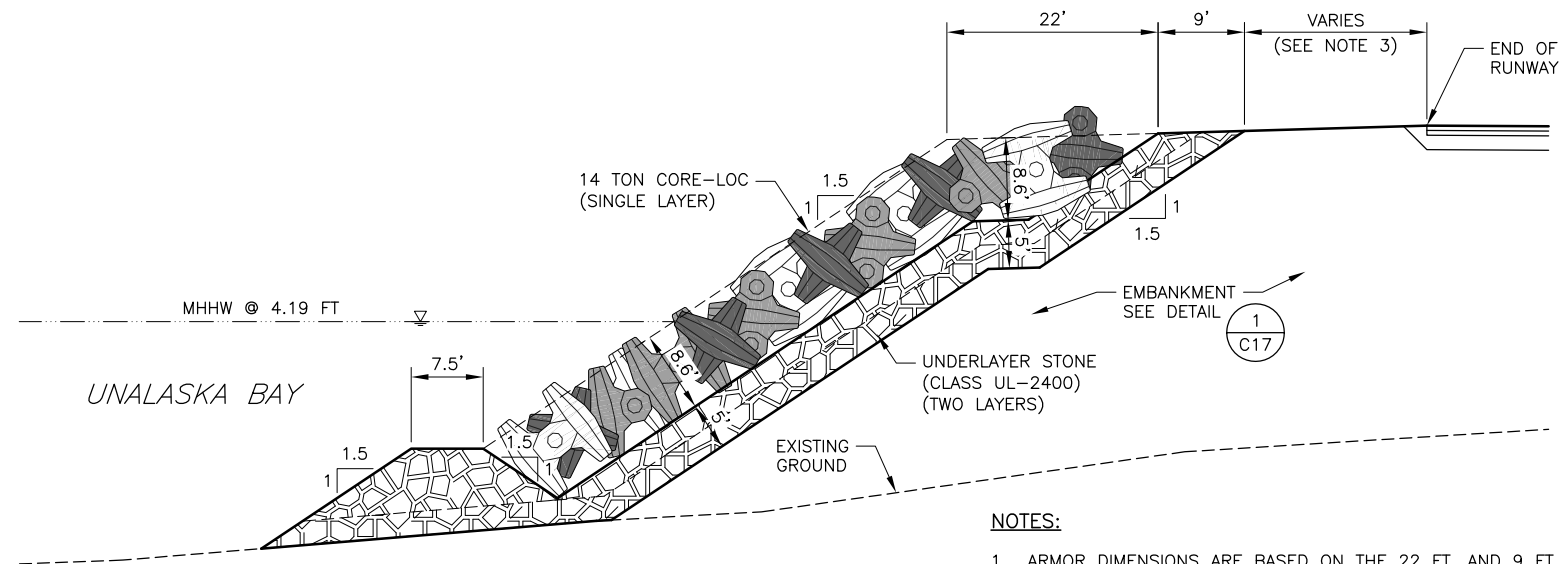 22'
9'
VARIES
(SEE NOTE 3)
END OF
RUNWAY
14 TON CORE-LOC
(SINGLE LAYER)
1.5
1
8.6'
5'
1
1.5
MHHW @ 4.19 FT
EMBANKMENT
SEE DETAIL
1
C17
7.5'
8.6'
5'
UNALASKA BAY
UNDERLAYER STONE
(CLASS UL-2400)
(TWO LAYERS)
1.5
1
1.5
1
EXISTING
GROUND
NOTES:
1. ARMOR DIMENSIONS ARE BASED ON THE 22 FT. AND 9 FT.